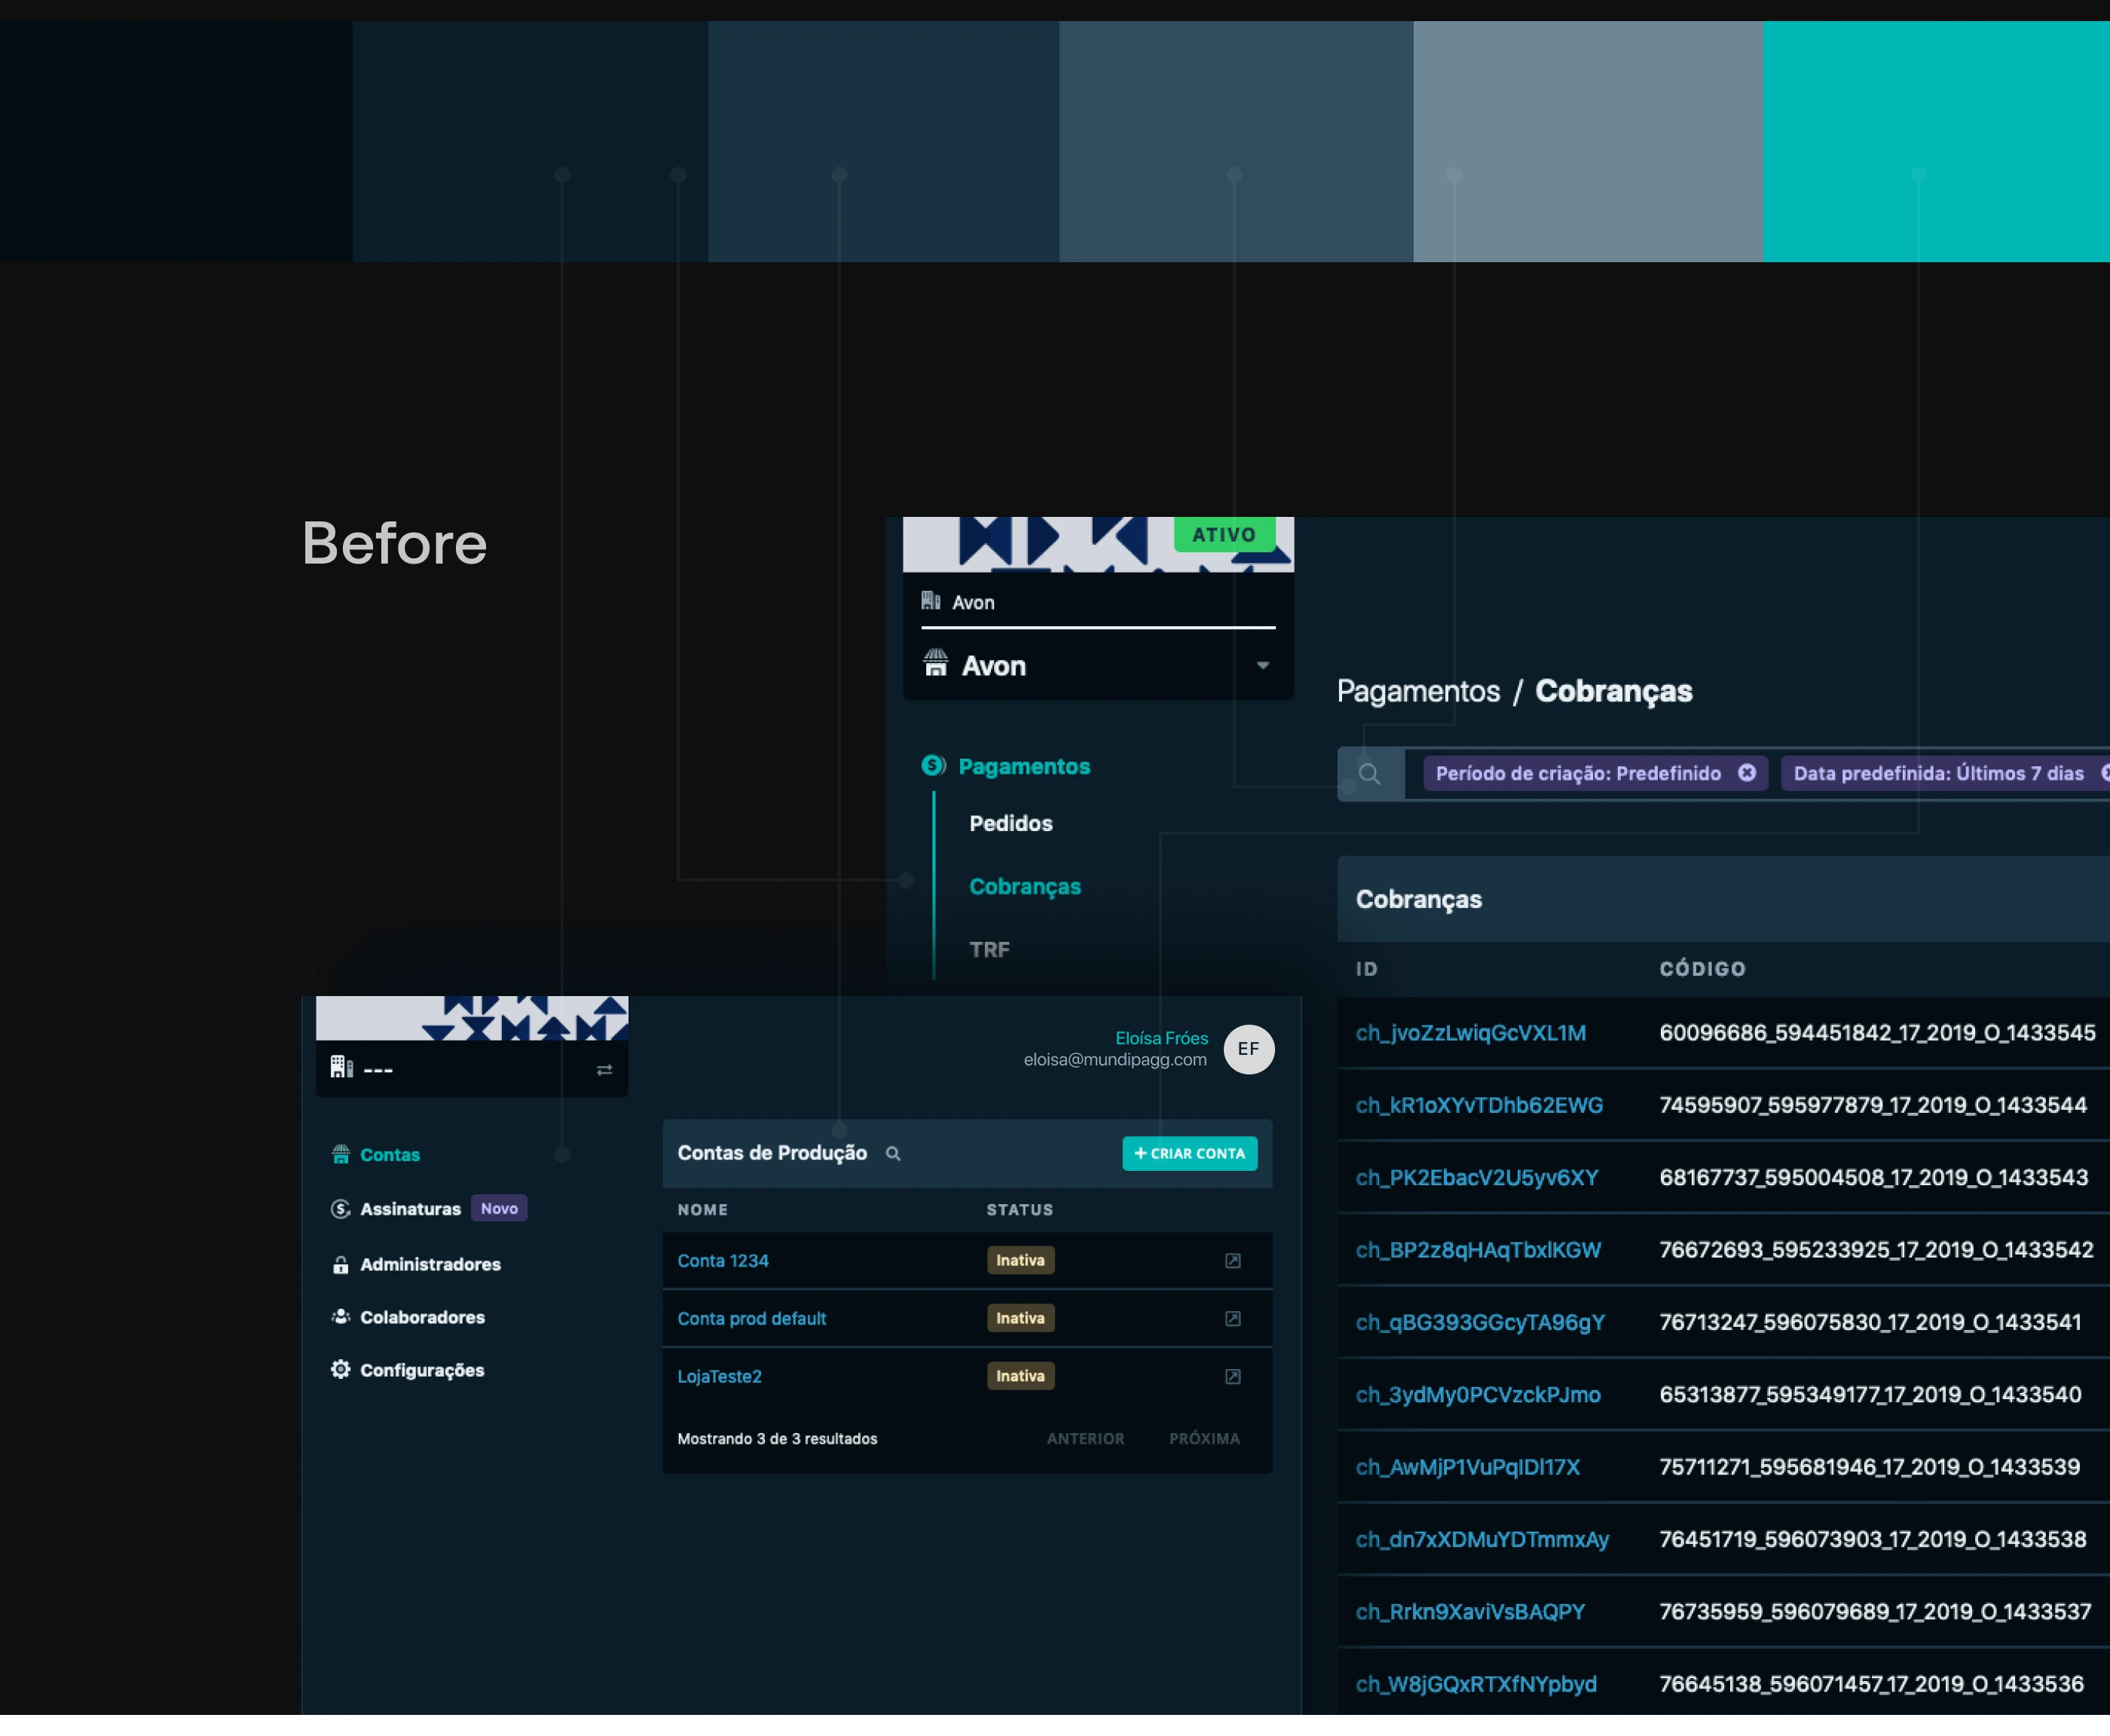 Before
ATIVO
Avon
Avon
Pagamentos
Pedidos
Cobranças
TRF
Pagamentos / Cobranças
Período de criação: Predefinido
Data predefinida: Últimos 7 dias
Cobranças
ID CÓDIGO
ch_jvoZzLwiqGcVXL1M 60096686_594451842_17_2019_O_1433545
ch_kR1oXYvTDhb62EWG 74595907_595977879_17_2019_O_1433544
ch_PK2EbacV2U5yv6XY 68167737_595004508_17_2019_O_1433543
ch_BP2z8qHAqTbxlKGW 76672693_595233925_17_2019_O_1433542
ch_qBG393GGcyTA96gY 76713247_596075830_17_2019_O_1433541
ch_3ydMy0PCVzckPJmo 65313877_595349177_17_2019_O_1433540
ch_AwMjP1VuPqIDl17X 75711271_595681946_17_2019_O_1433539
ch_dn7xXDMuYDTmmxAy 76451719_596073903_17_2019_O_1433538
ch_Rrkn9XaviVsBAQPY 76735959_596079689_17_2019_O_1433537
ch_W8jGQxRTXfNYpbyd 76645138_596071457_17_2019_O_1433536
---
Eloísa Fróes
eloisa@mundipagg.com
EF
Contas
Assinaturas Novo
Administradores
Colaboradores
Configurações
Contas de Produção
+ CRIAR CONTA
NOME STATUS
Conta 1234 Inativa
Conta prod default Inativa
LojaTeste2 Inativa
Mostrando 3 de 3 resultados ANTERIOR PRÓXIMA